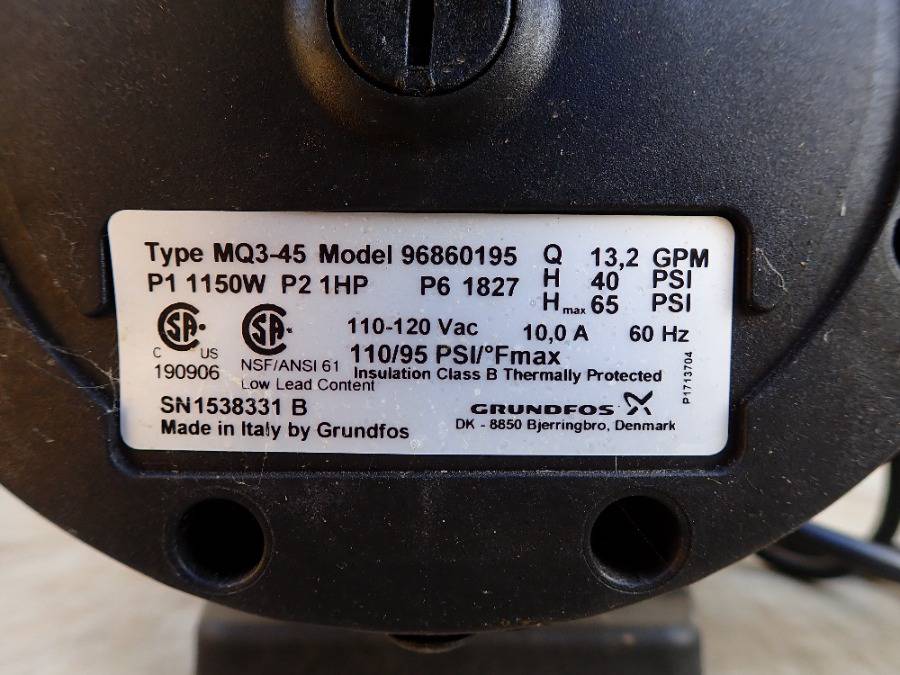 Type MQ3-45 Model 96860195 Q 13,2 GPM
P1 1150W P2 1HP P6 1827 H 40 PSI
Hmax 65 PSI
110-120 Vac 10,0 A 60 Hz
SA SA
C US
110/95 PSI/°Fmax
190906 NSF/ANSI 61 Insulation Class B Thermally Protected
Low Lead Content
P1713704
SN1538331 B GRUNDFOS
Made in Italy by Grundfos DK - 8850 Bjerringbro, Denmark